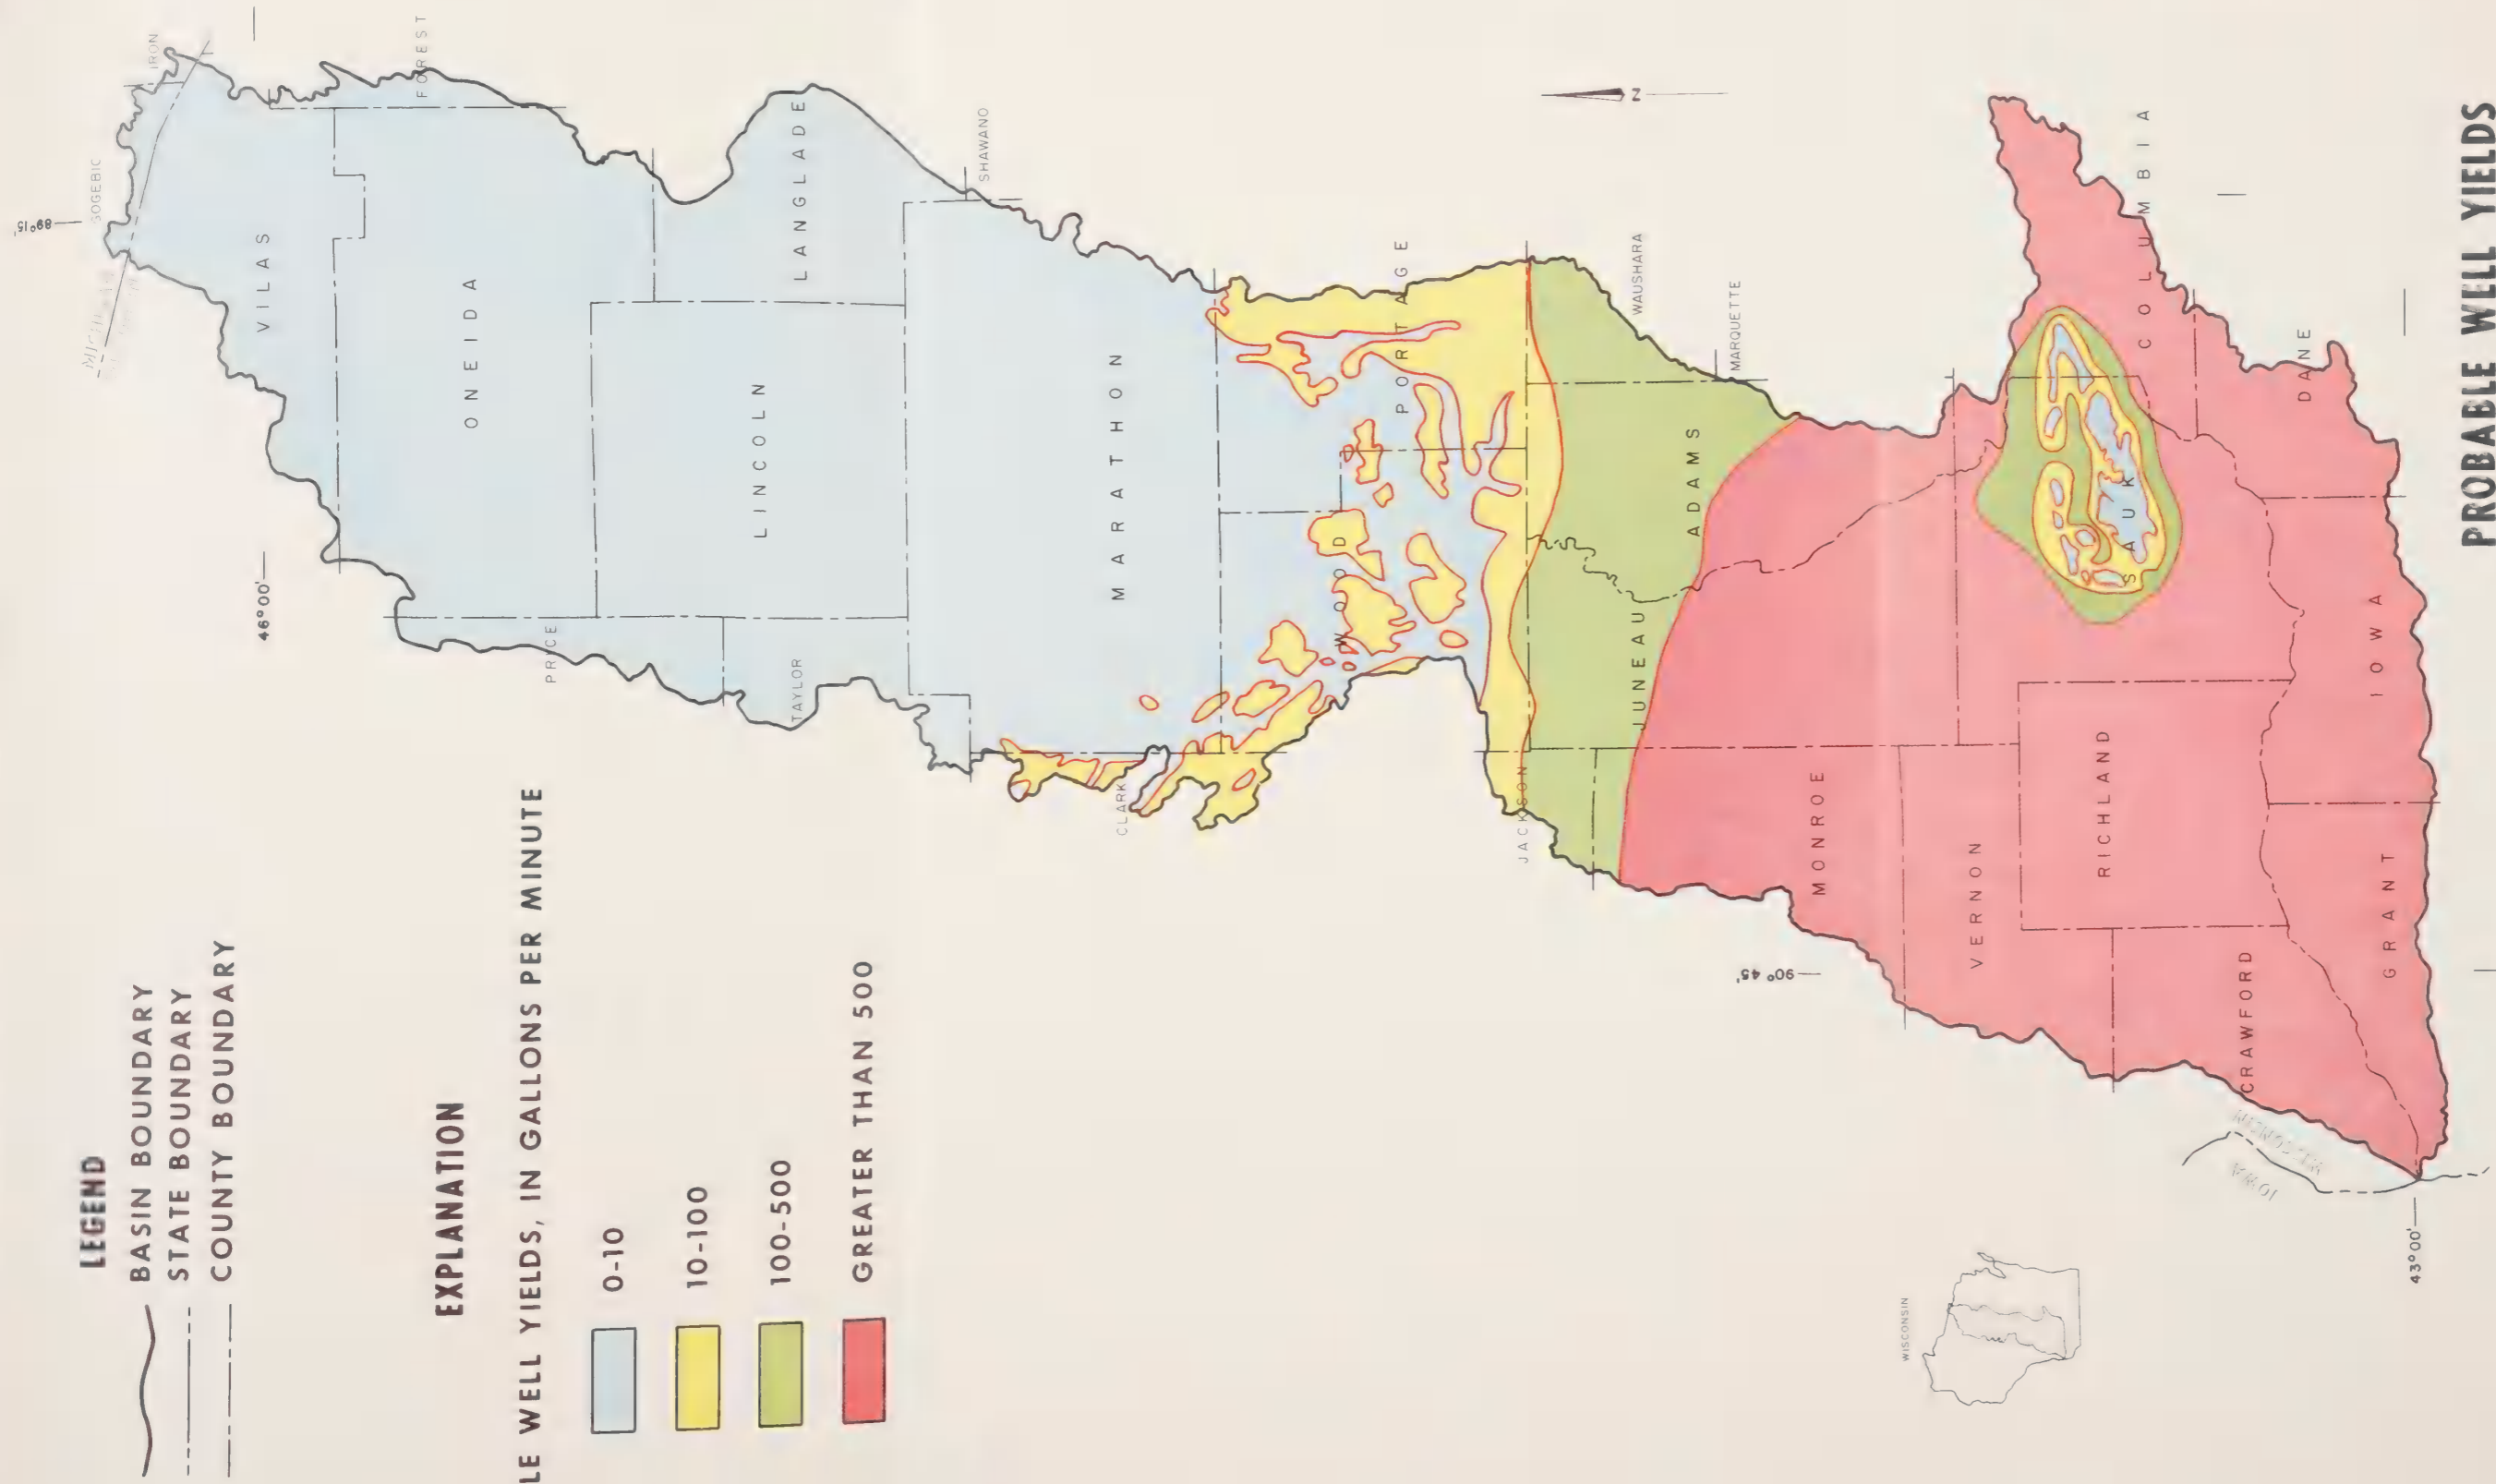 LEGEND
BASIN BOUNDARY
STATE BOUNDARY
COUNTY BOUNDARY
EXPLANATION
LE WELL YIELDS, IN GALLONS PER MINUTE
0-10
10-100
100-500
GREATER THAN 500
89°15'
GOGEBIC
IRON
MICHIGAN
VILAS
FOREST
46°00'
ONEIDA
PRICE
LINCOLN
LANGLADE
TAYLOR
SHAWANO
MARATHON
CLARK
WOOD
PORTAGE
JACKSON
WAUSHARA
JUNEAU
ADAMS
MARQUETTE
90°45'
MONROE
VERNON
RICHLAND
SAUK
COLUMBIA
CRAWFORD
DANE
GRANT
IOWA
WISCONSIN
IOWA
43°00'
WISCONSIN
N
PROBABLE WELL YIELDS